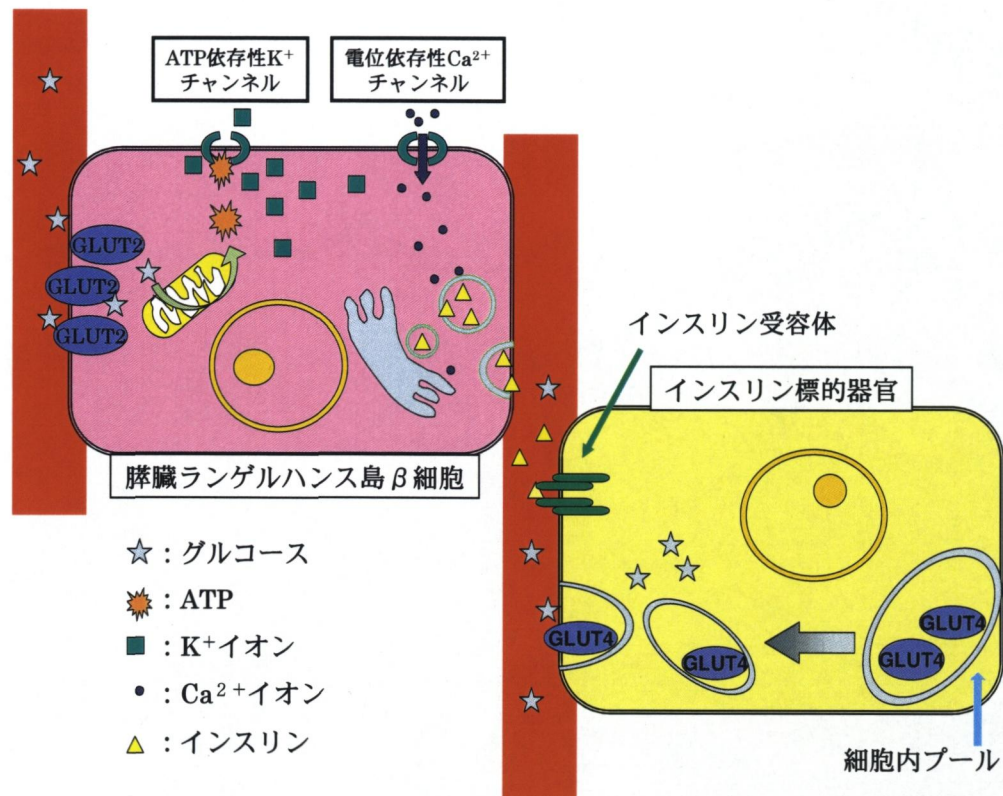 ATP依存性K⁺
チャンネル
電位依存性Ca²⁺
チャンネル
GLUT2
GLUT2
GLUT2
膵臓ランゲルハンス島β細胞
インスリン受容体
インスリン標的器官
GLUT4
GLUT4
GLUT4
GLUT4
細胞内プール
：グルコース
：ATP
：K⁺イオン
：Ca²⁺イオン
：インスリン